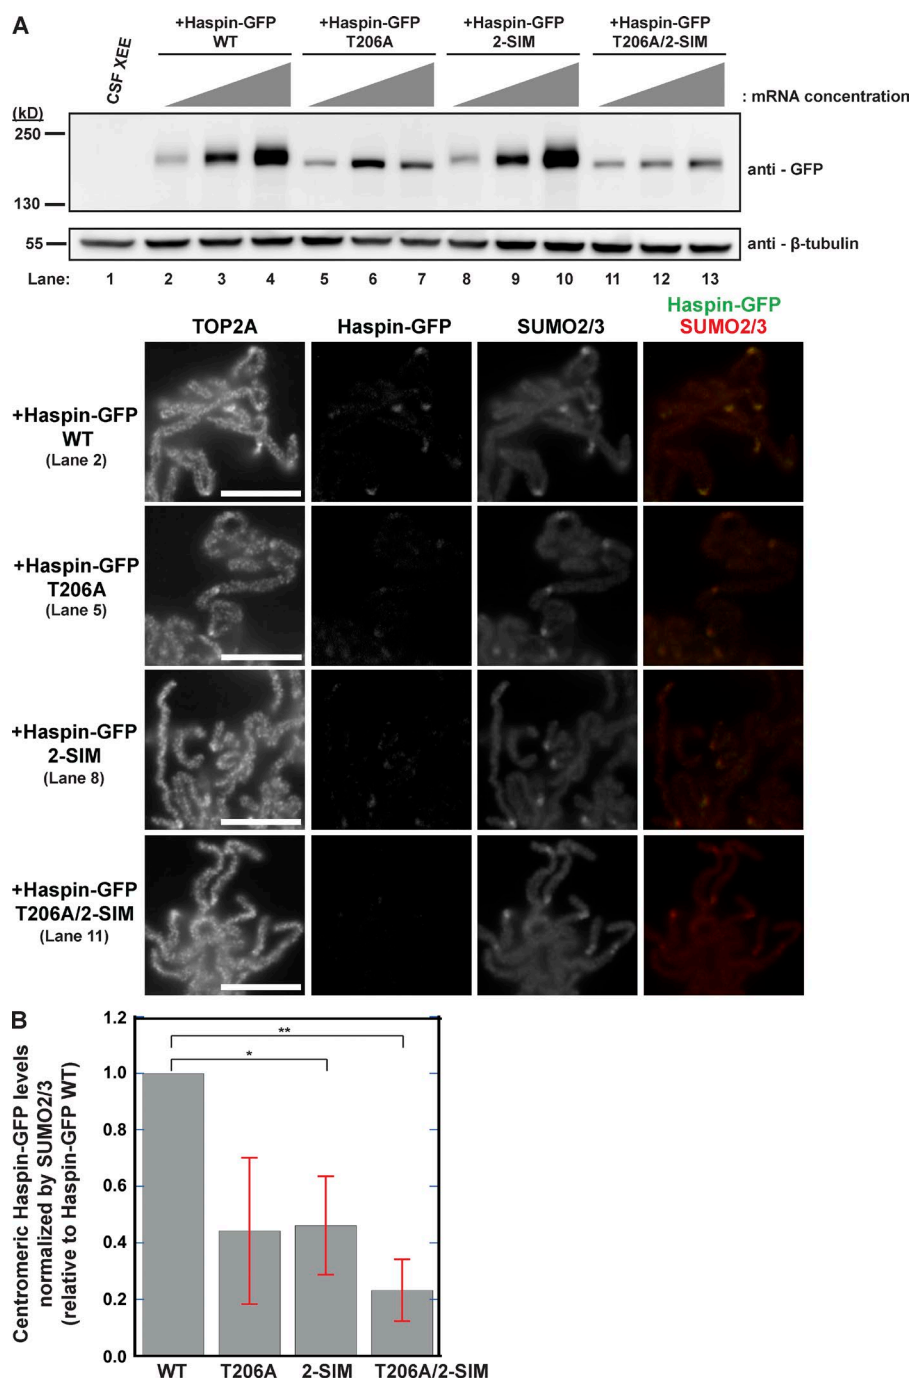 A
CSF XEE
+Haspin-GFP
WT
+Haspin-GFP
T206A
+Haspin-GFP
2-SIM
+Haspin-GFP
T206A/2-SIM
: mRNA concentration
(kD)
250
130
anti - GFP
55
anti - β-tubulin
Lane: 1 2 3 4 5 6 7 8 9 10 11 12 13
TOP2A Haspin-GFP SUMO2/3 Haspin-GFP
SUMO2/3
+Haspin-GFP
WT
(Lane 2)
+Haspin-GFP
T206A
(Lane 5)
+Haspin-GFP
2-SIM
(Lane 8)
+Haspin-GFP
T206A/2-SIM
(Lane 11)
B
Centromeric Haspin-GFP levels
normalized by SUMO2/3
(relative to Haspin-GFP WT)
1.2
1.0
0.8
0.6
0.4
0.2
0.0
**
*
WT T206A 2-SIM T206A/2-SIM